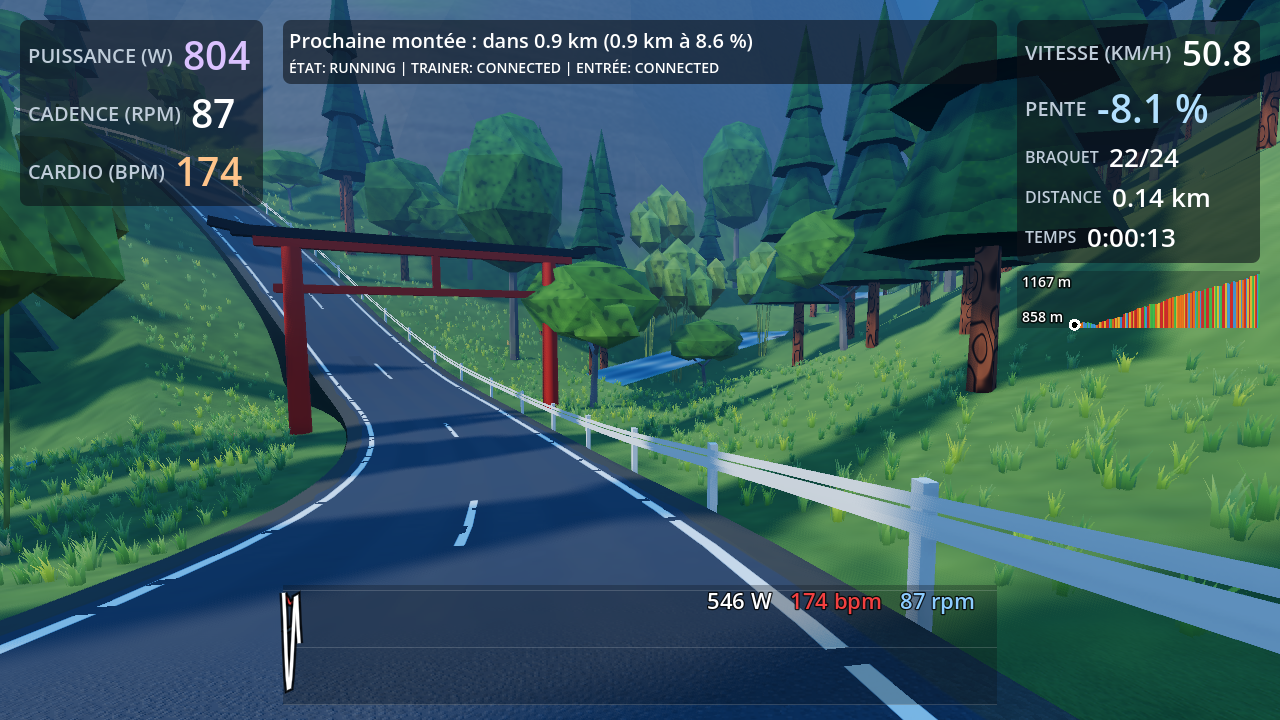 PUISSANCE (W) 804
CADENCE (RPM) 87
CARDIO (BPM) 174
Prochaine montée : dans 0.9 km (0.9 km à 8.6 %)
ÉTAT: RUNNING | TRAINER: CONNECTED | ENTRÉE: CONNECTED
VITESSE (KM/H) 50.8
PENTE -8.1 %
BRAQUET 22/24
DISTANCE 0.14 km
TEMPS 0:00:13
1167 m
858 m
546 W 174 bpm 87 rpm